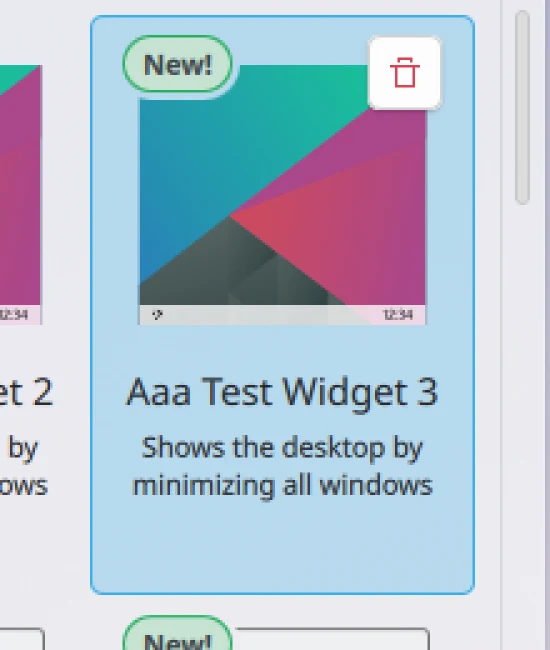 New!
12:34
12:34
et 2
Aaa Test Widget 3
by
Shows the desktop by
ows
minimizing all windows
New!